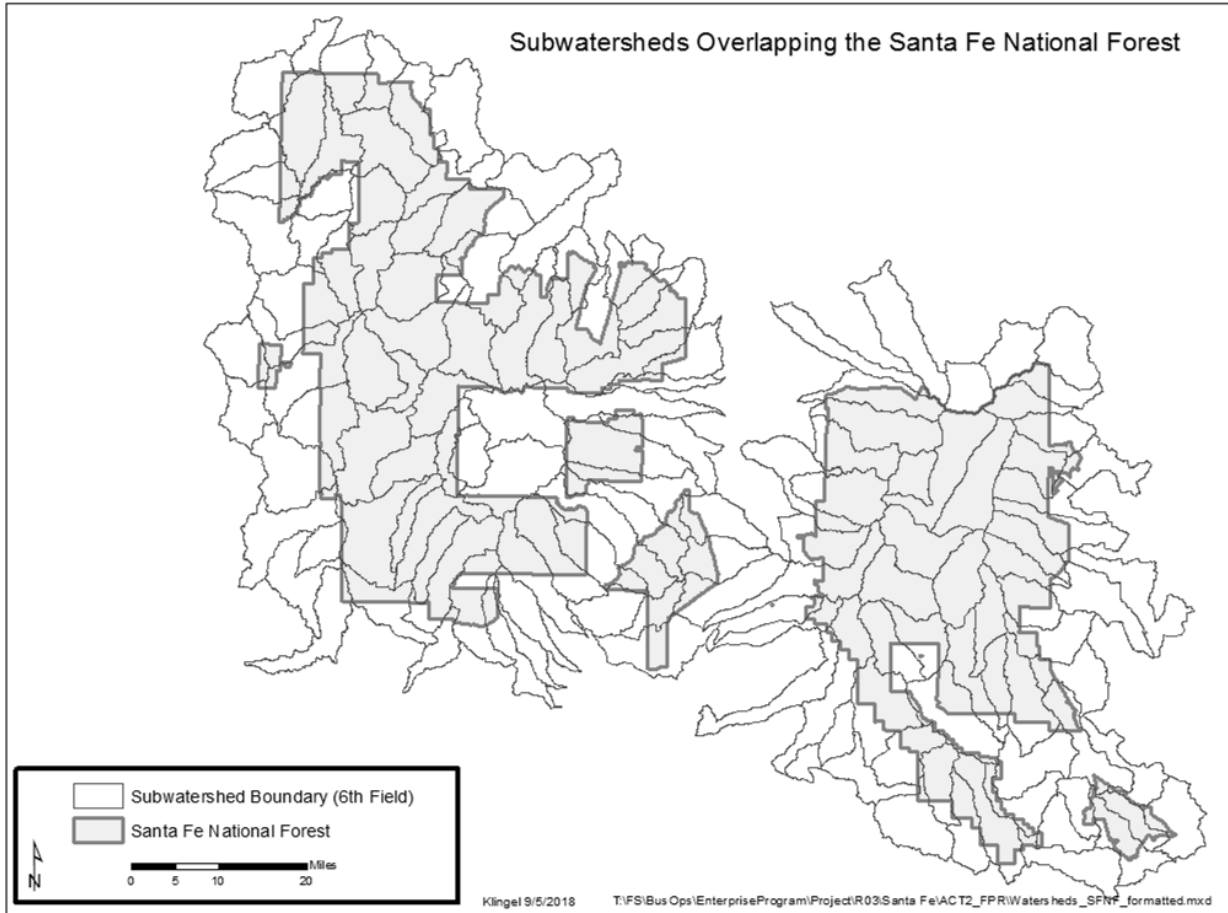 Subwatersheds Overlapping the Santa Fe National Forest
Subwatershed Boundary (6th Field)
Santa Fe National Forest
N
Miles
0 5 10 20
Klingel 9/5/2018
T:\FS\BusOps\EnterpriseProgram\Project\R03\Santa Fe\ACT2_FPR\Watersheds_SFNF_formatted.mxd